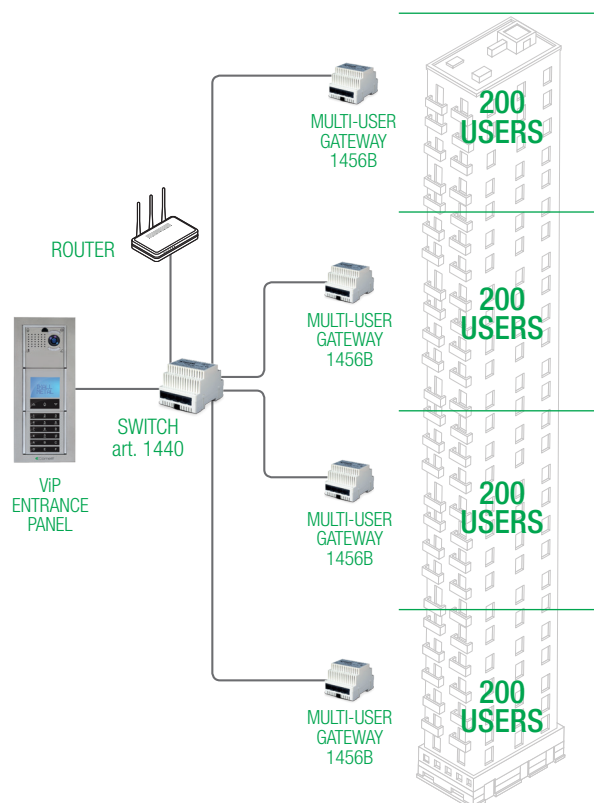 200
USERS
MULTI-USER
GATEWAY
1456B
ROUTER
200
USERS
MULTI-USER
GATEWAY
1456B
SWITCH
art. 1440
ViP
ENTRANCE
PANEL
200
USERS
MULTI-USER
GATEWAY
1456B
200
USERS
MULTI-USER
GATEWAY
1456B